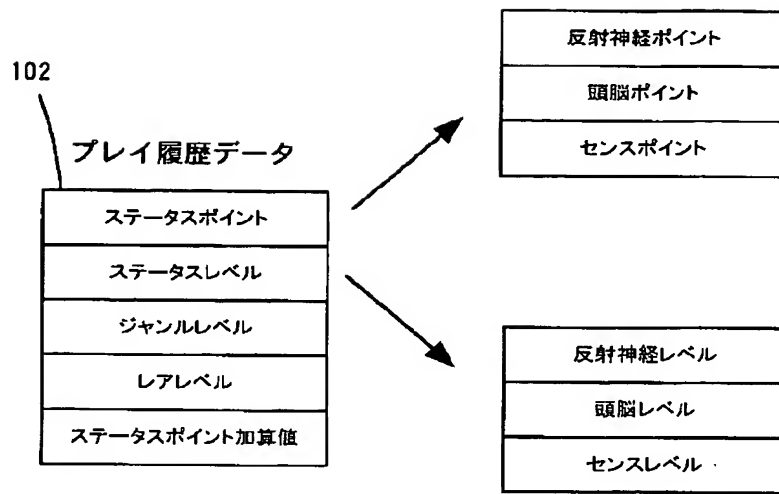 102
プレイ履歴データ
ステータスポイント
ステータスレベル
ジャンルレベル
レアレベル
ステータスポイント加算値
反射神経ポイント
頭脳ポイント
センスポイント
反射神経レベル
頭脳レベル
センスレベル